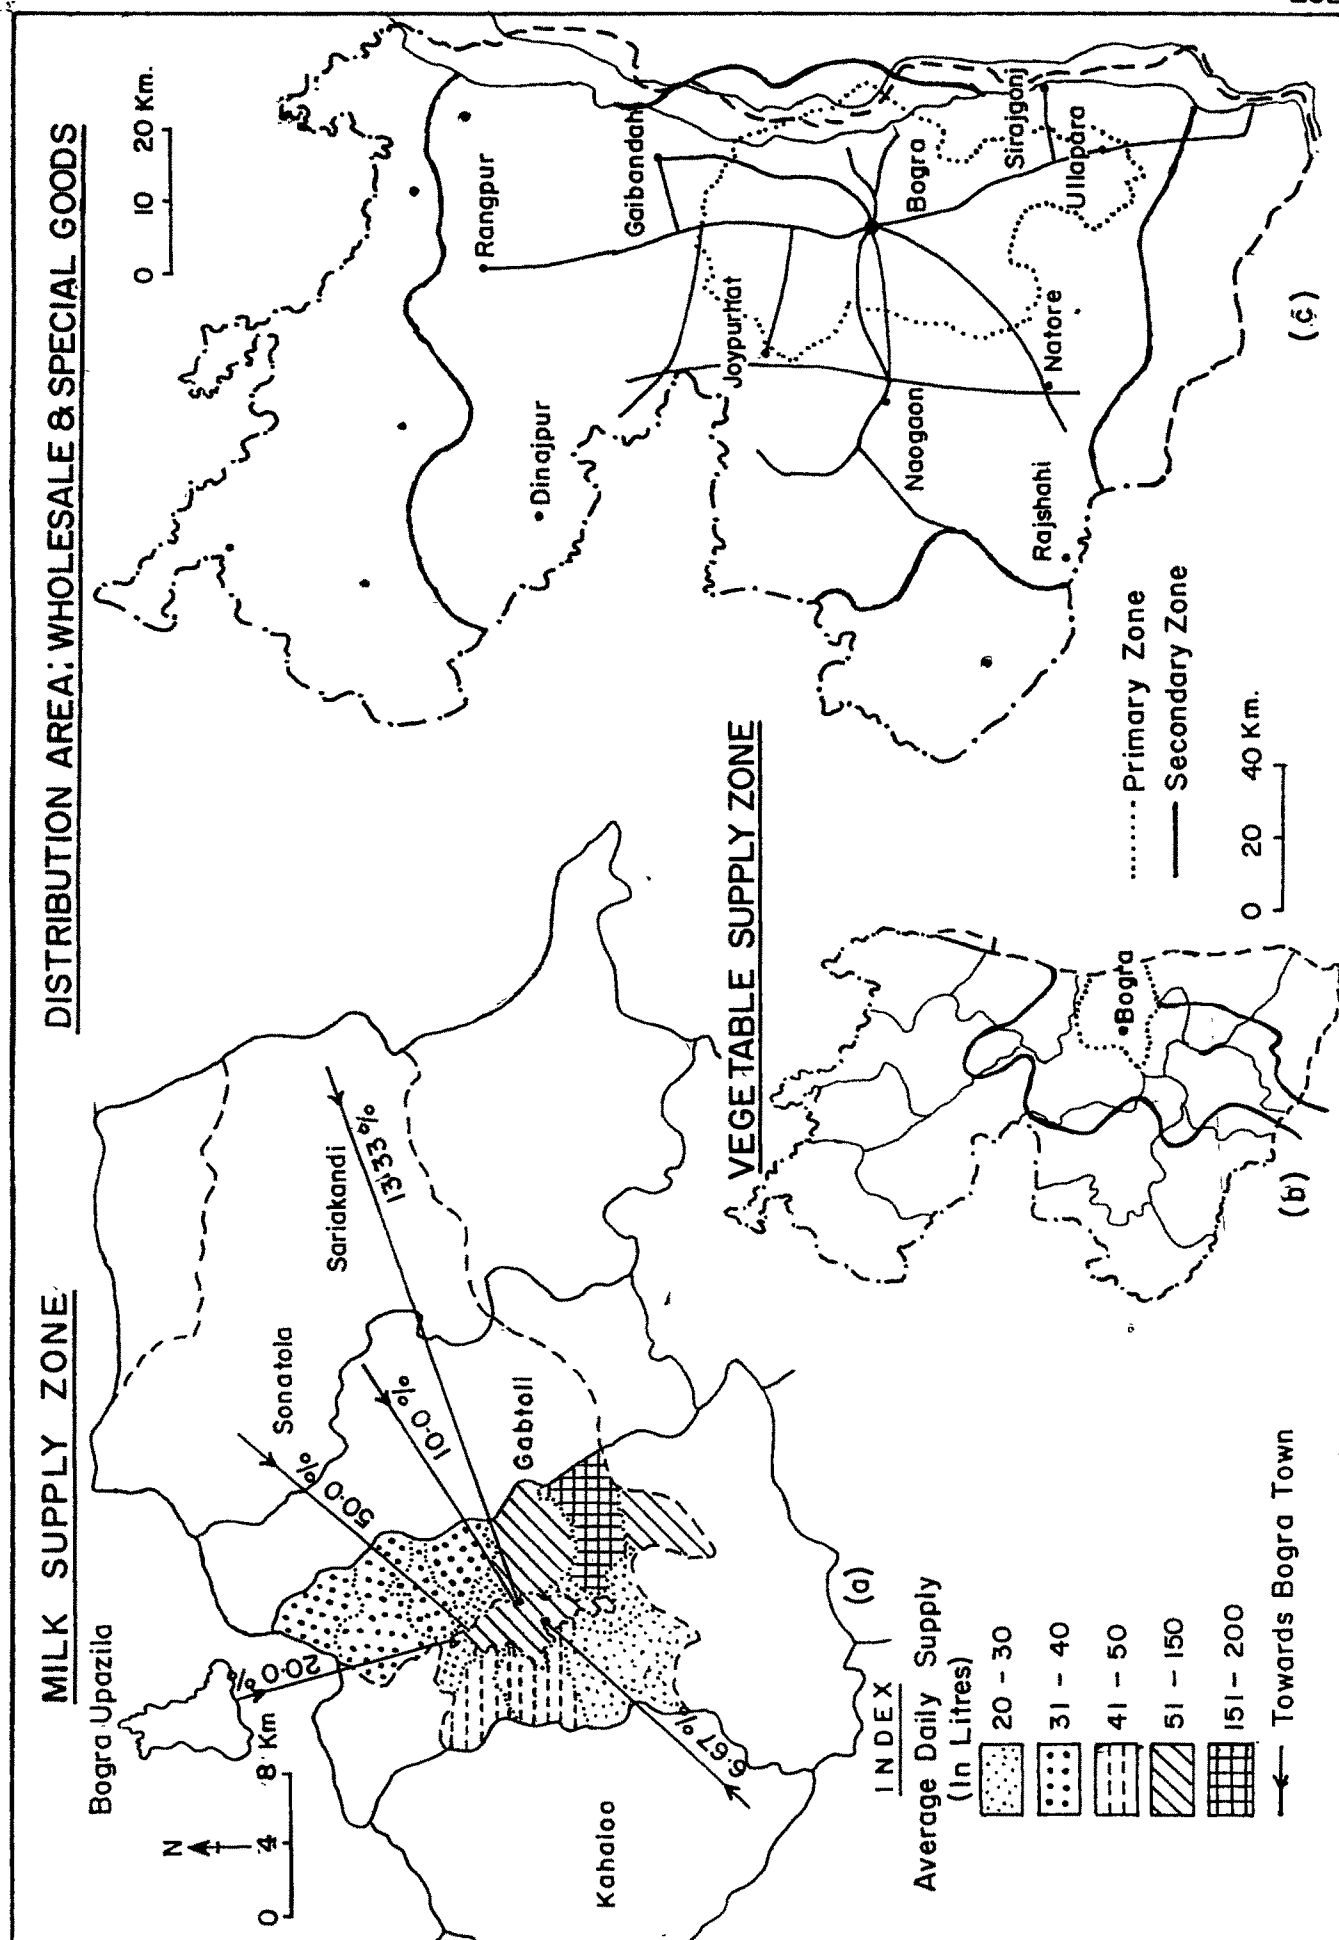 MILK SUPPLY ZONE
Bogra Upazila
N
0 4 8 Km
20·0 %
50·0 %
10·0 %
13·33 %
6·67 %
Sonatola
Sariakandi
Gabtoli
Kahaloo
(a)
INDEX
Average Daily Supply
(In Litres)
20 - 30
31 - 40
41 - 50
51 - 150
151 - 200
Towards Bogra Town
VEGETABLE SUPPLY ZONE
Bogra
(b)
0 20 40 Km.
Primary Zone
Secondary Zone
DISTRIBUTION AREA: WHOLESALE & SPECIAL GOODS
0 10 20 Km.
Rangpur
Dinajpur
Gaibandah
Joypurhat
Bogra
Naogaon
Sirajgonj
Ullapara
Natore
Rajshahi
(c)